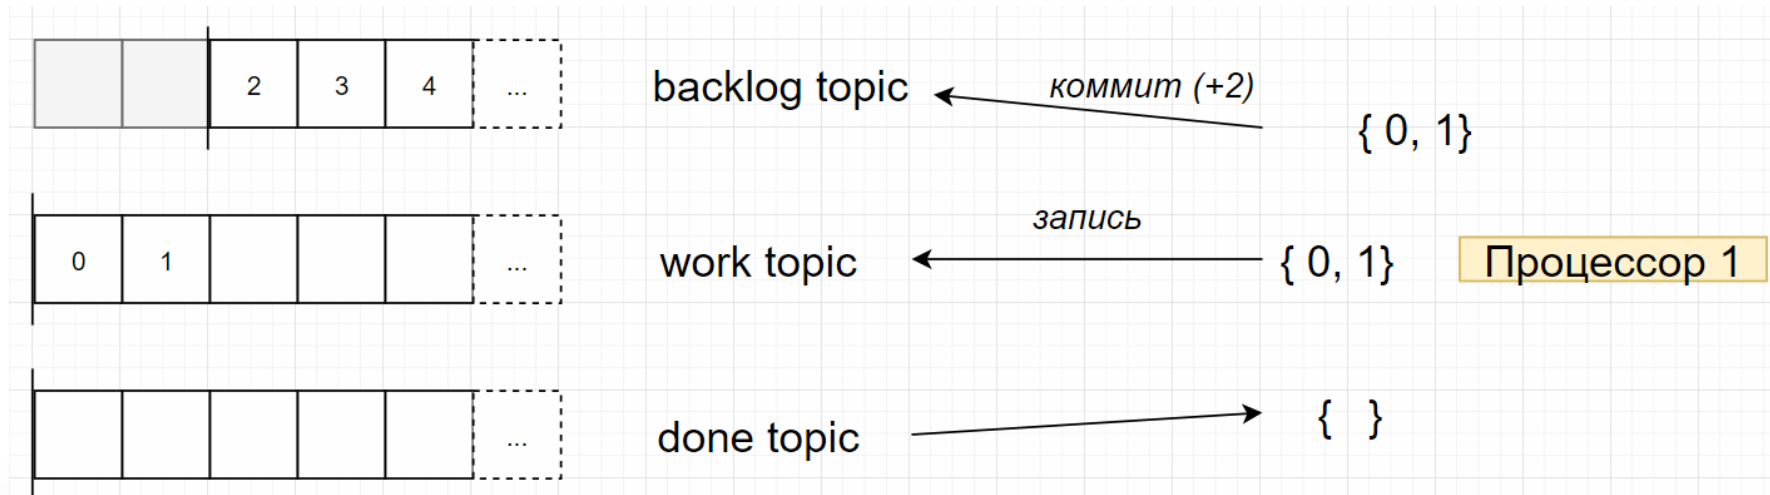 2 3 4 ... backlog topic коммит (+2)
{ 0, 1}
запись
0 1 ... work topic { 0, 1} Процессор 1
... done topic { }